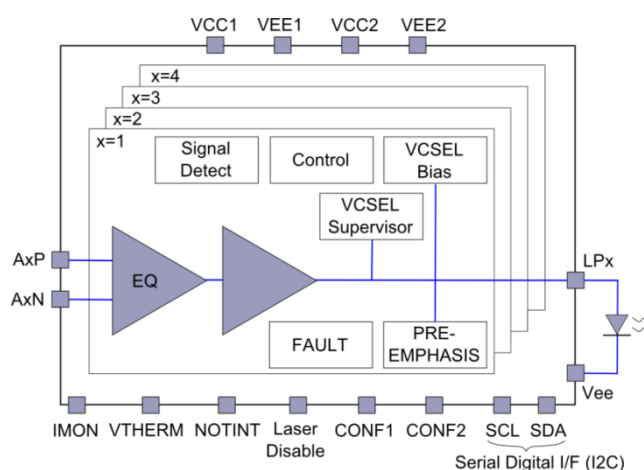 VCC1 VEE1 VCC2 VEE2
x=4
x=3
x=2
x=1
Signal
Detect
Control
VCSEL
Bias
VCSEL
Supervisor
AxP
AxN
EQ
LPx
FAULT
PRE-
EMPHASIS
Vee
IMON VTHERM NOTINT Laser
Disable CONF1 CONF2 SCL SDA
Serial Digital I/F (I2C)